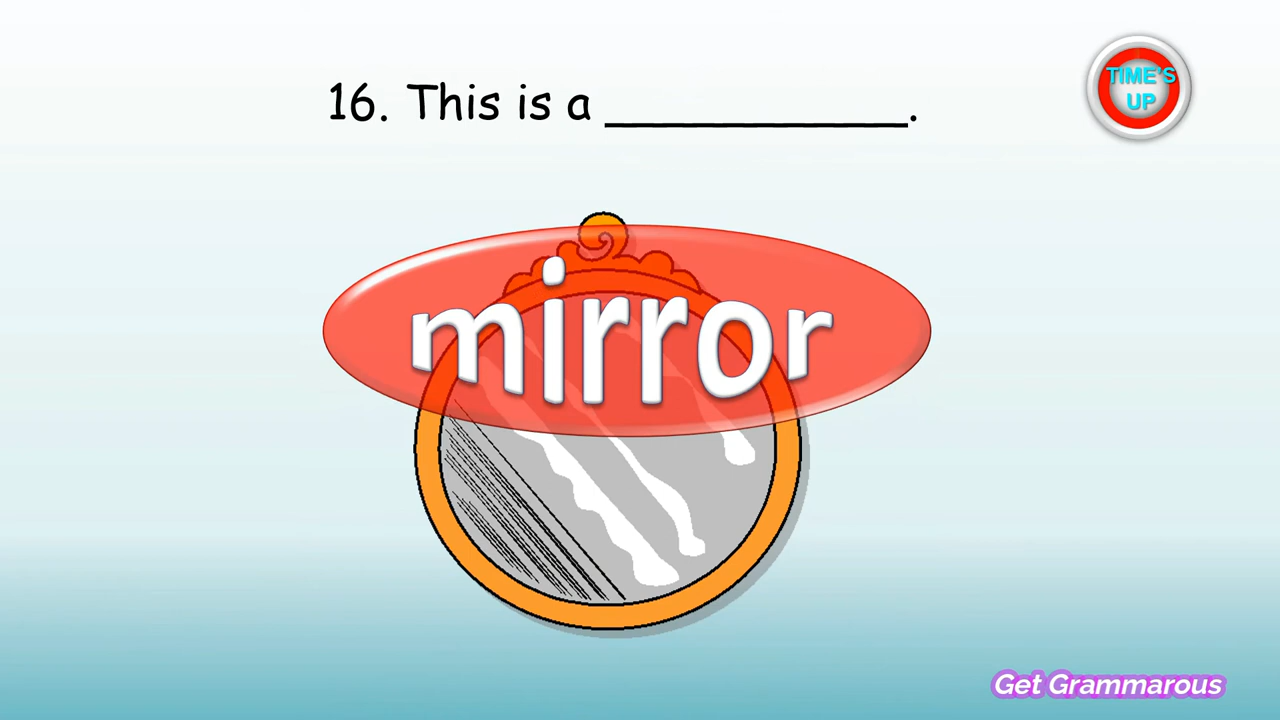 16. This is a ___________.
TIME'S
UP
mirror
Get Grammarous